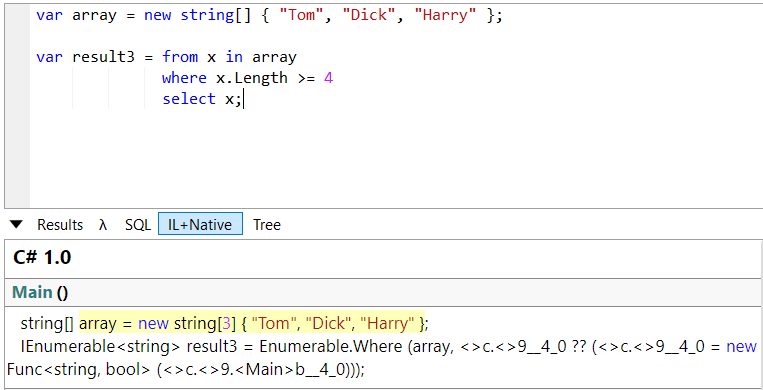 var array = new string[] { "Tom", "Dick", "Harry" };
var result3 = from x in array
where x.Length >= 4
select x;
▼ Results λ SQL IL+Native Tree
C# 1.0
Main ()
string[] array = new string[3] { "Tom", "Dick", "Harry" };
IEnumerable<string> result3 = Enumerable.Where (array, <>c.<>9__4_0 ?? (<>c.<>9__4_0 = new
Func<string, bool> (<>c.<>9.<Main>b__4_0)));